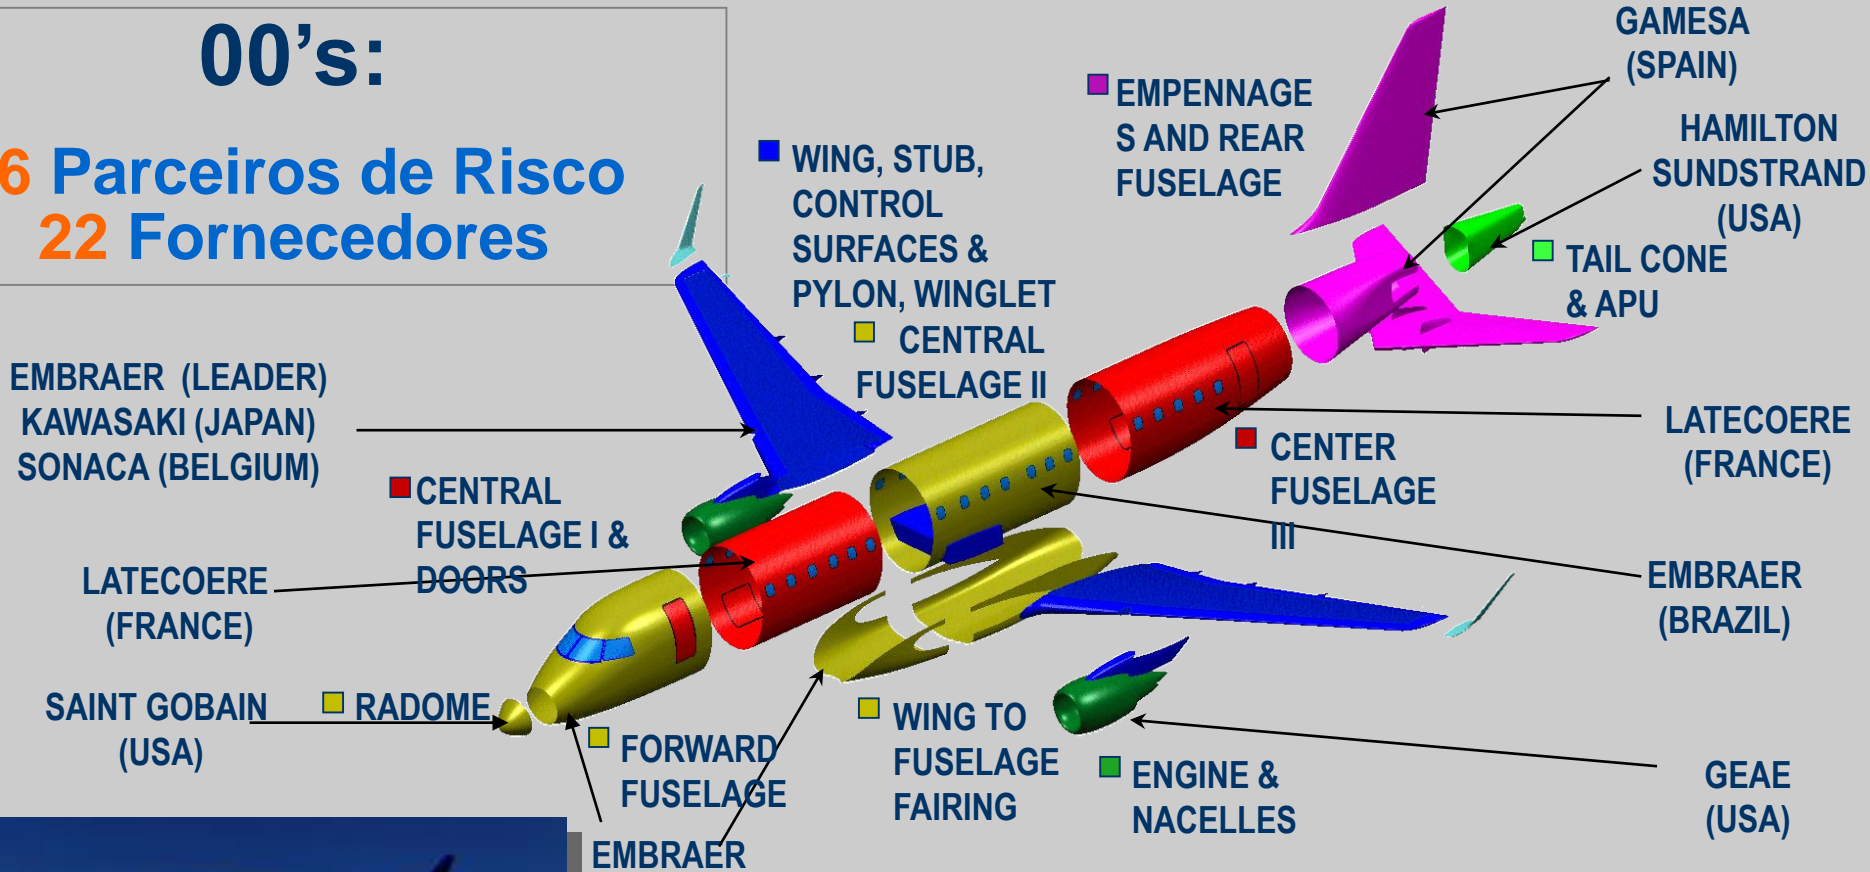 00's:
6 Parceiros de Risco
22 Fornecedores
GAMESA
(SPAIN)
EMPENNAGE
S AND REAR
FUSELAGE
HAMILTON
SUNDSTRAND
(USA)
WING, STUB,
CONTROL
SURFACES &
PYLON, WINGLET
TAIL CONE
& APU
CENTRAL
FUSELAGE II
EMBRAER (LEADER)
KAWASAKI (JAPAN)
SONACA (BELGIUM)
LATECOERE
(FRANCE)
CENTER
FUSELAGE
III
CENTRAL
FUSELAGE I &
DOORS
LATECOERE
(FRANCE)
EMBRAER
(BRAZIL)
SAINT GOBAIN
(USA)
RADOME
FORWARD
FUSELAGE
WING TO
FUSELAGE
FAIRING
ENGINE &
NACELLES
GEAE
(USA)
EMBRAER